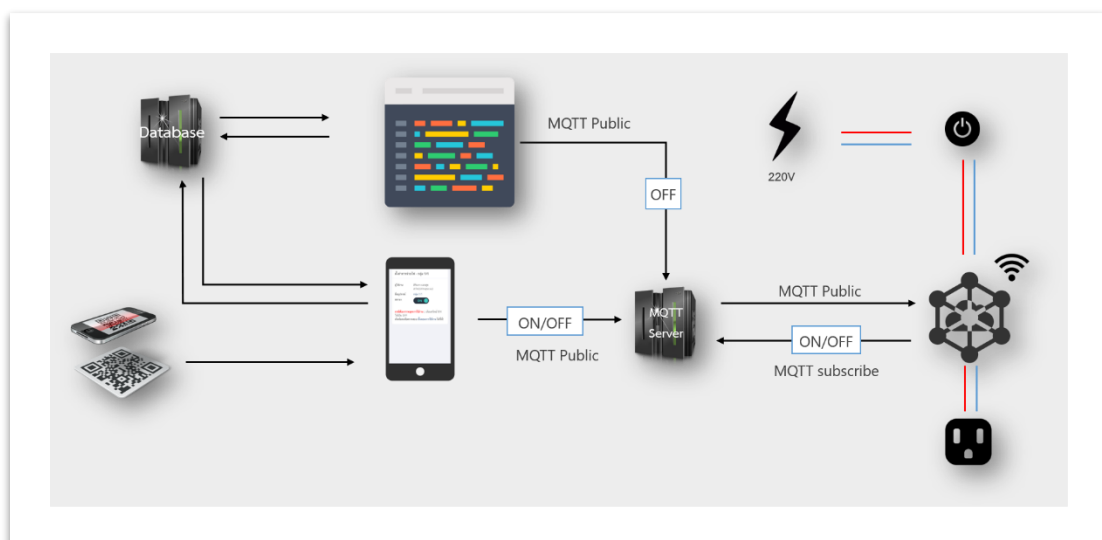 Database
MQTT Public
OFF
220V
ON/OFF
MQTT Public
MQTT
Server
MQTT Public
ON/OFF
MQTT subscribe